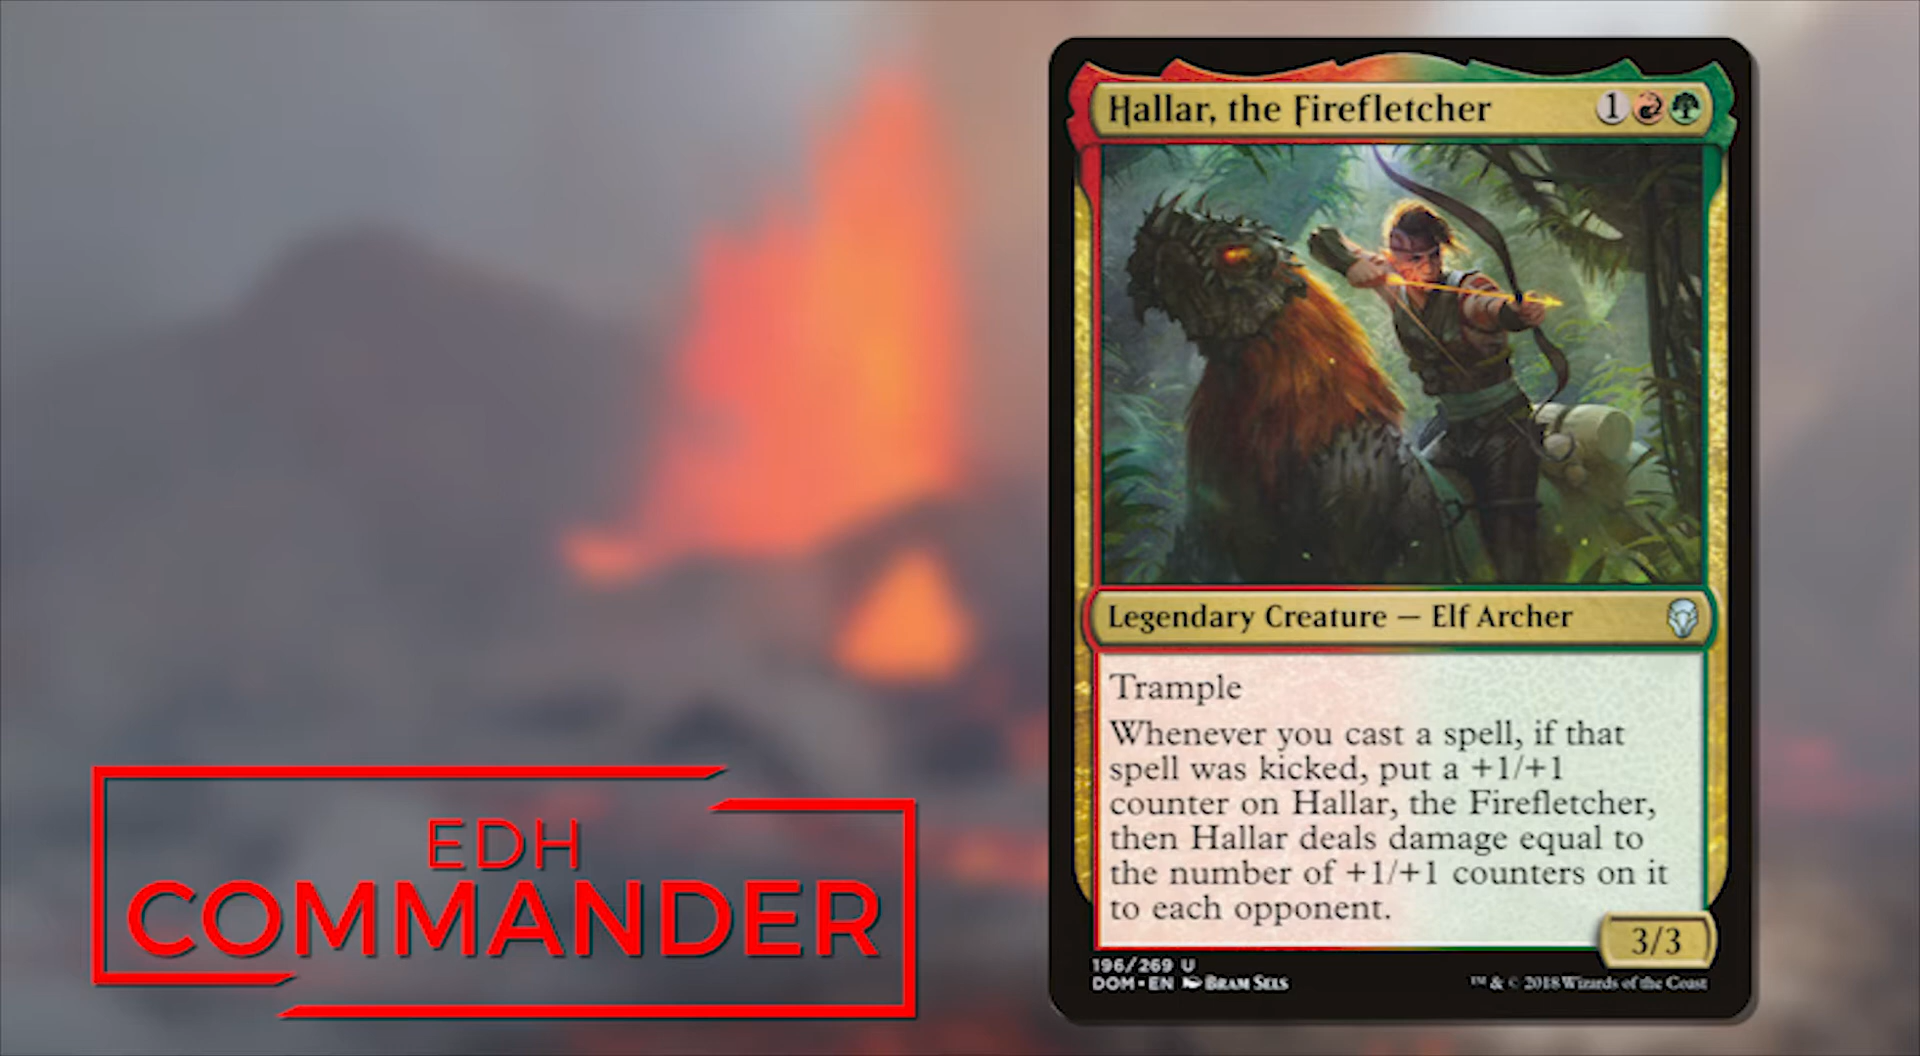 Hallar, the Firefletcher 1
Legendary Creature — Elf Archer
Trample
Whenever you cast a spell, if that
spell was kicked, put a +1/+1
counter on Hallar, the Firefletcher,
then Hallar deals damage equal to
the number of +1/+1 counters on it
to each opponent.
3/3
196/269 U
DOM • EN Bram Sels
™ & © 2018 Wizards of the Coast
EDH
COMMANDER